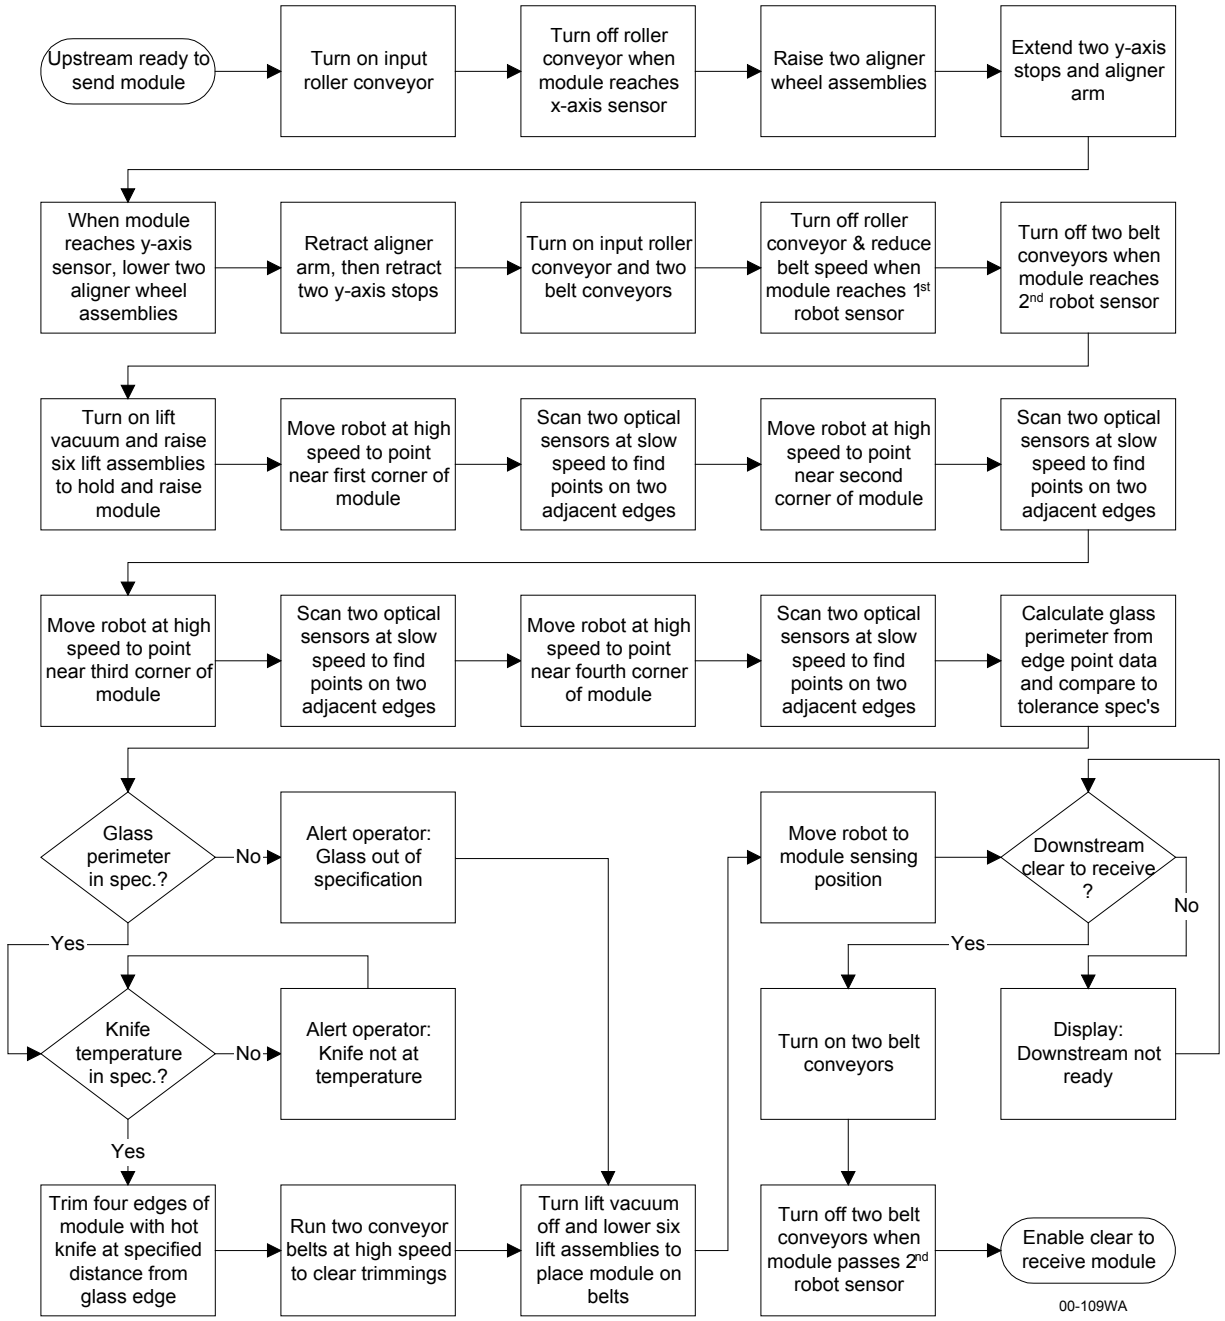 Upstream ready to
send module
Turn on input
roller conveyor
Turn off roller
conveyor when
module reaches
x-axis sensor
Raise two aligner
wheel assemblies
Extend two y-axis
stops and aligner
arm
When module
reaches y-axis
sensor, lower two
aligner wheel
assemblies
Retract aligner
arm, then retract
two y-axis stops
Turn on input roller
conveyor and two
belt conveyors
Turn off roller
conveyor & reduce
belt speed when
module reaches 1st
robot sensor
Turn off two belt
conveyors when
module reaches
2nd robot sensor
Turn on lift
vacuum and raise
six lift assemblies
to hold and raise
module
Move robot at high
speed to point
near first corner of
module
Scan two optical
sensors at slow
speed to find
points on two
adjacent edges
Move robot at high
speed to point
near second
corner of module
Scan two optical
sensors at slow
speed to find
points on two
adjacent edges
Move robot at high
speed to point
near third corner of
module
Scan two optical
sensors at slow
speed to find
points on two
adjacent edges
Move robot at high
speed to point
near fourth corner
of module
Scan two optical
sensors at slow
speed to find
points on two
adjacent edges
Calculate glass
perimeter from
edge point data
and compare to
tolerance spec's
Glass
perimeter
in spec.?
No
Alert operator:
Glass out of
specification
Move robot to
module sensing
position
Downstream
clear to receive
?
No
Yes
Yes
Knife
temperature
in spec.?
No
Alert operator:
Knife not at
temperature
Turn on two belt
conveyors
Display:
Downstream not
ready
Yes
Trim four edges of
module with hot
knife at specified
distance from
glass edge
Run two conveyor
belts at high speed
to clear trimmings
Turn lift vacuum
off and lower six
lift assemblies to
place module on
belts
Turn off two belt
conveyors when
module passes 2nd
robot sensor
Enable clear to
receive module
00-109WA